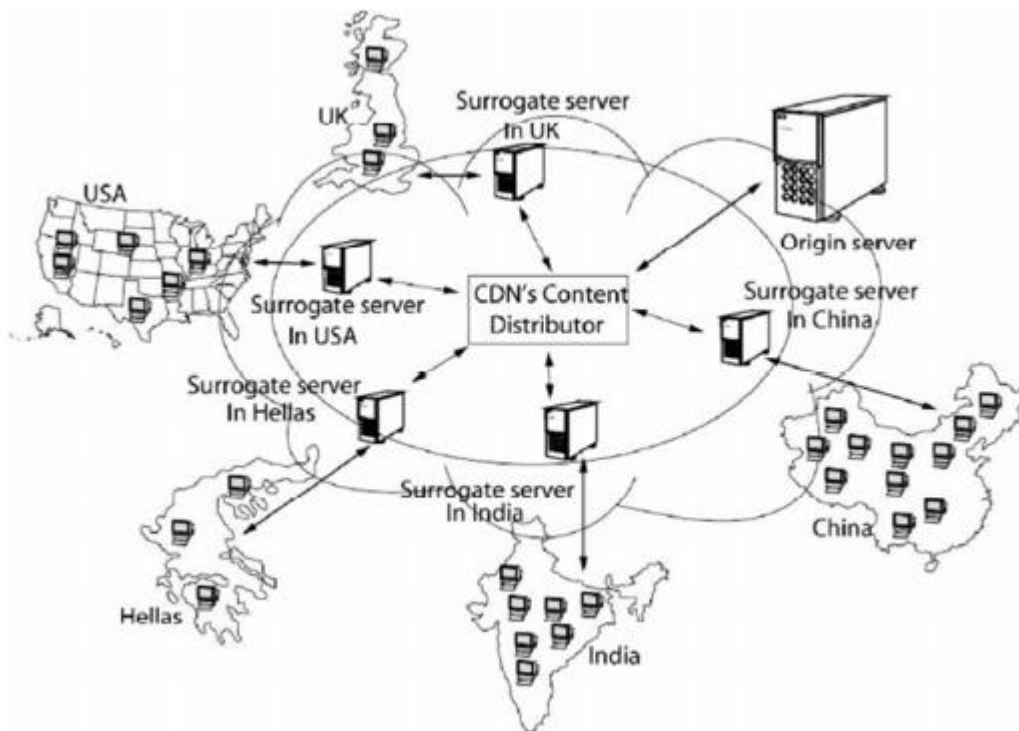 UK
Surrogate server
In UK
USA
Origin server
Surrogate server
In USA
CDN's Content
Distributor
Surrogate server
In China
Surrogate server
In Hellas
Surrogate server
In India
China
Hellas
India